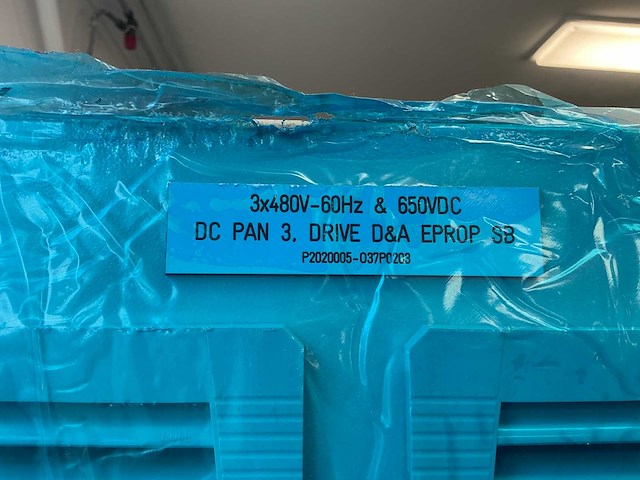 3x480V-60Hz & 650VDC
DC PAN 3, DRIVE D&A EPROP SB
P2020005-037P0203